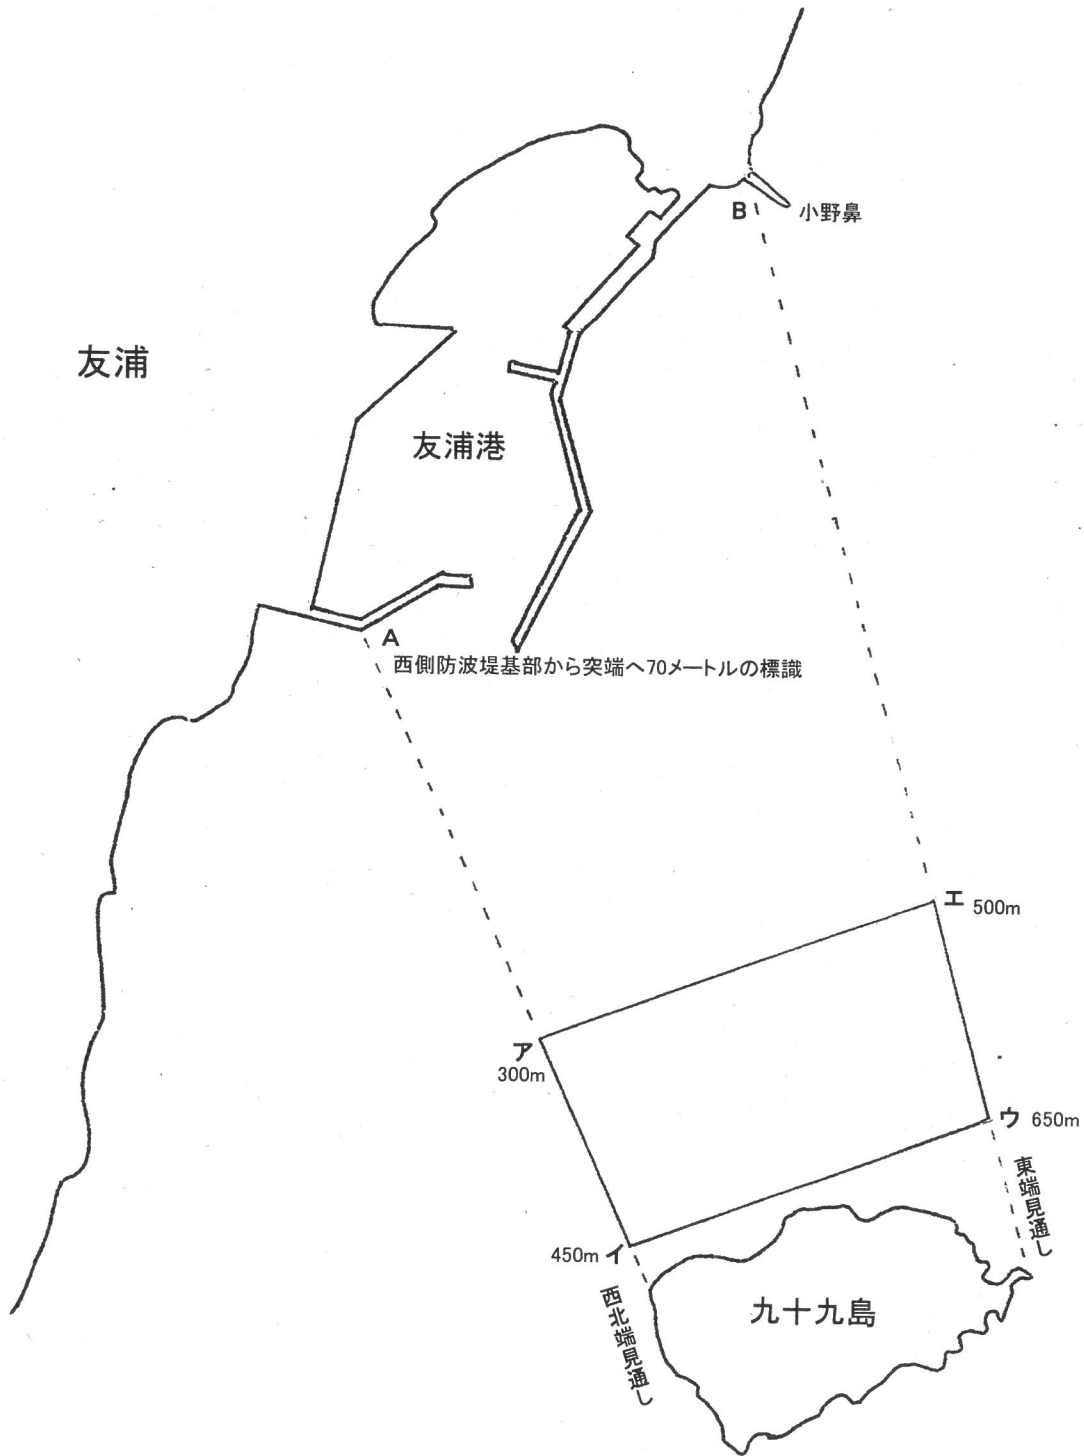 B
小野鼻
友浦
友浦港
A
西側防波堤基部から突端へ70メートルの標識
エ 500m
ア
300m
ウ 650m
東端見通し
450m イ
西北端見通し
九十九島